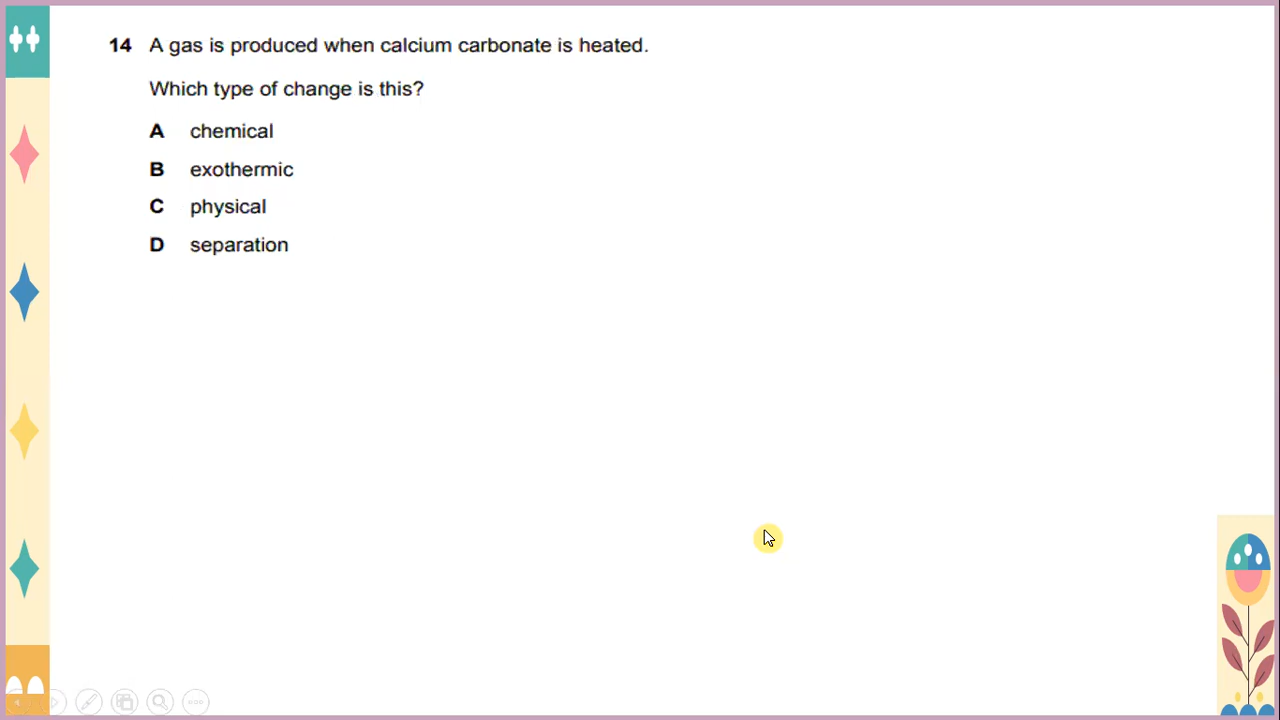 14 A gas is produced when calcium carbonate is heated.
Which type of change is this?
A chemical
B exothermic
C physical
D separation